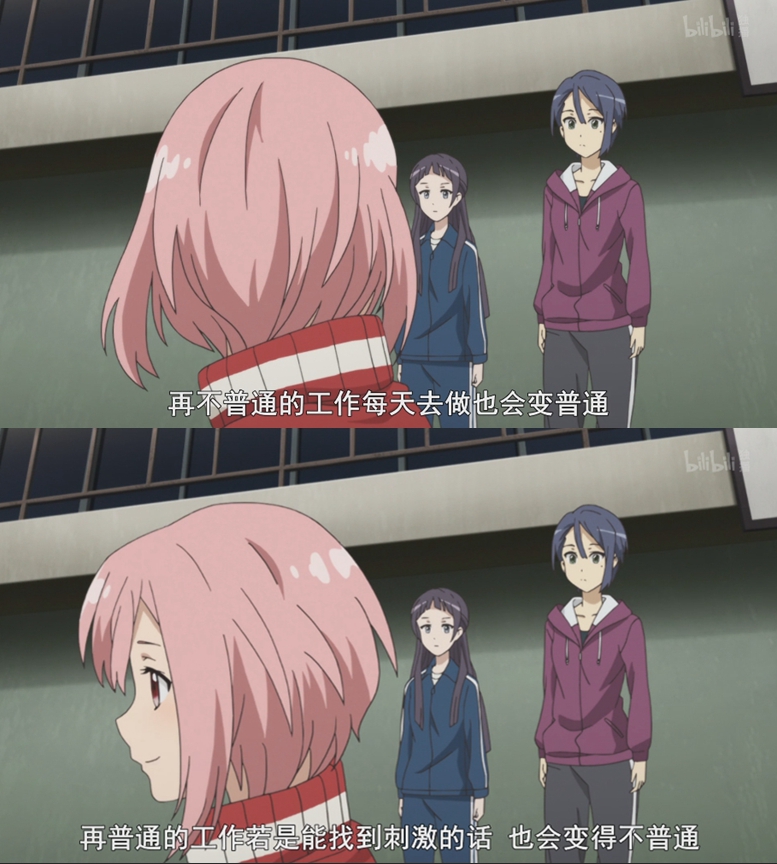 bilibili
再不普通的工作每天去做也会变普通
bilibili
再普通的工作若是能找到刺激的话 也会变得不普通